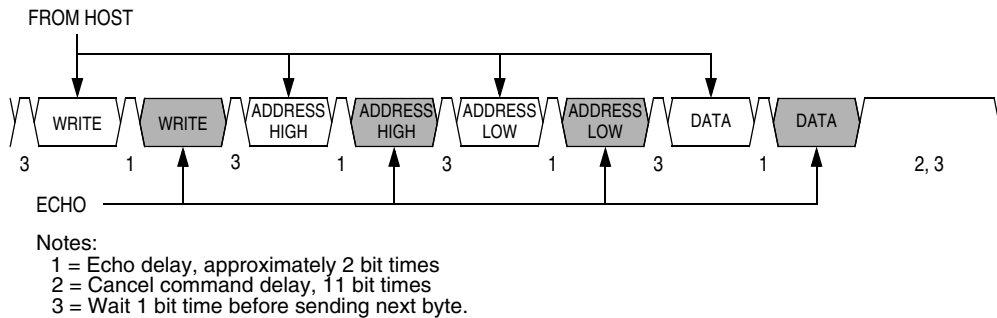 FROM HOST
WRITE WRITE ADDRESS HIGH ADDRESS HIGH ADDRESS LOW ADDRESS LOW DATA DATA
3 1 3 1 3 1 3 1 2, 3
ECHO
Notes:
1 = Echo delay, approximately 2 bit times
2 = Cancel command delay, 11 bit times
3 = Wait 1 bit time before sending next byte.